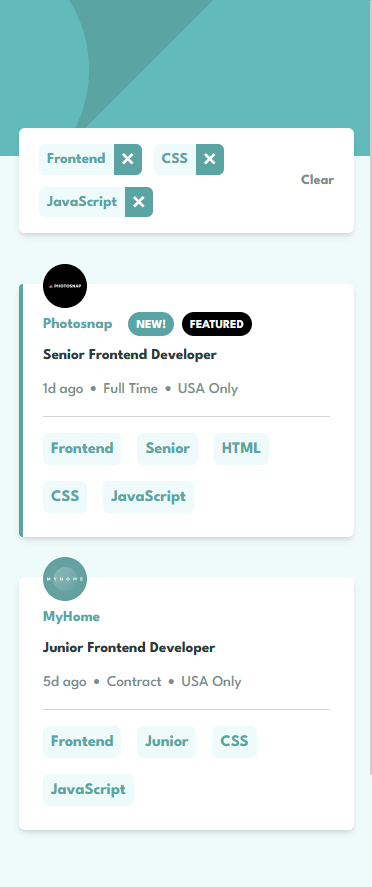 Frontend CSS
Clear
JavaScript
PHOTOSNAP
Photosnap NEW! FEATURED
Senior Frontend Developer
1d ago • Full Time • USA Only
Frontend Senior HTML
CSS JavaScript
MYHOME
MyHome
Junior Frontend Developer
5d ago • Contract • USA Only
Frontend Junior CSS
JavaScript